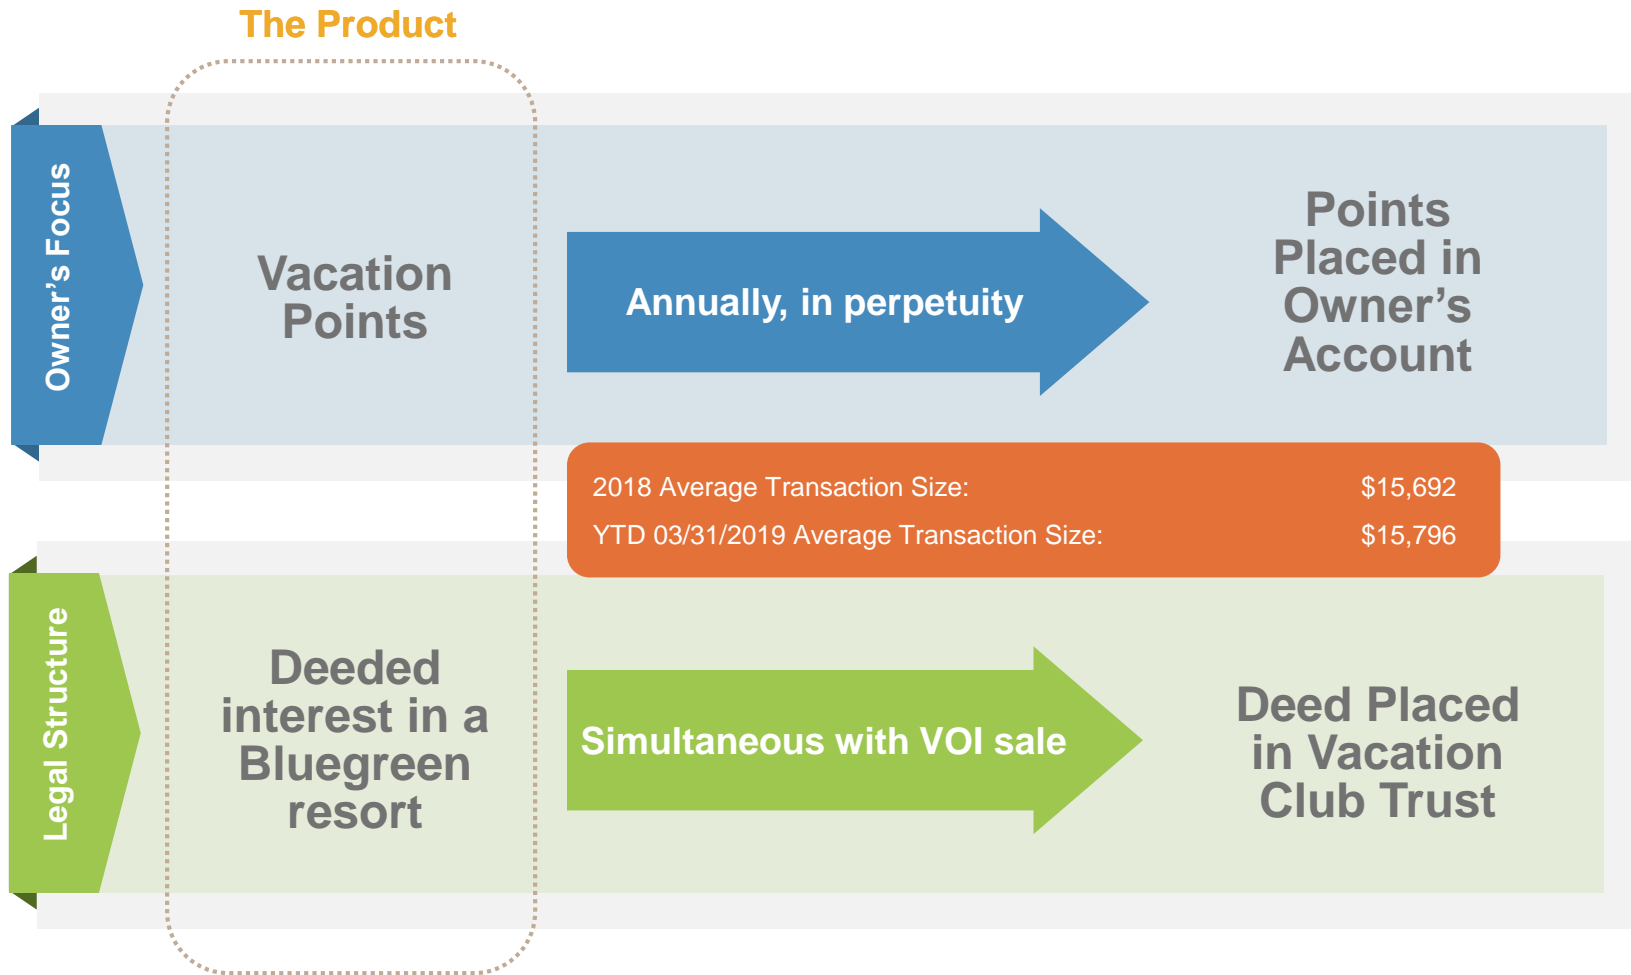 The Product
Owner’s Focus
Vacation
Points
Annually, in perpetuity
Points
Placed in
Owner’s
Account
2018 Average Transaction Size: $15,692
YTD 03/31/2019 Average Transaction Size: $15,796
Legal Structure
Deeded
interest in a
Bluegreen
resort
Simultaneous with VOI sale
Deed Placed
in Vacation
Club Trust